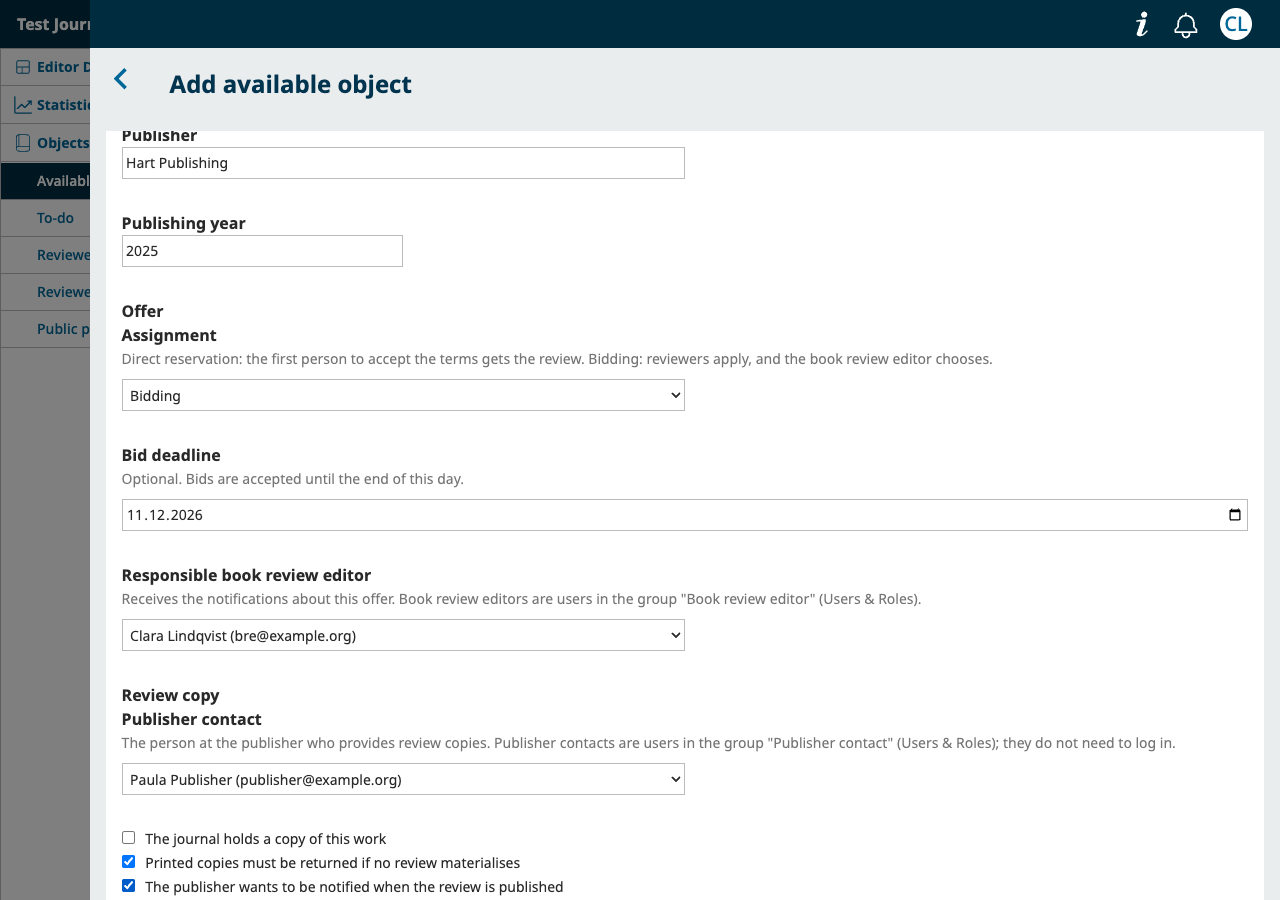 Test Journ
CL
Editor D
Statistic
Objects
Availabl
To-do
Reviewe
Reviewe
Public p
Add available object
Publisher
Hart Publishing
Publishing year
2025
Offer
Assignment
Direct reservation: the first person to accept the terms gets the review. Bidding: reviewers apply, and the book review editor chooses.
Bidding
Bid deadline
Optional. Bids are accepted until the end of this day.
11.12.2026
Responsible book review editor
Receives the notifications about this offer. Book review editors are users in the group "Book review editor" (Users & Roles).
Clara Lindqvist (bre@example.org)
Review copy
Publisher contact
The person at the publisher who provides review copies. Publisher contacts are users in the group "Publisher contact" (Users & Roles); they do not need to log in.
Paula Publisher (publisher@example.org)
The journal holds a copy of this work
Printed copies must be returned if no review materialises
The publisher wants to be notified when the review is published